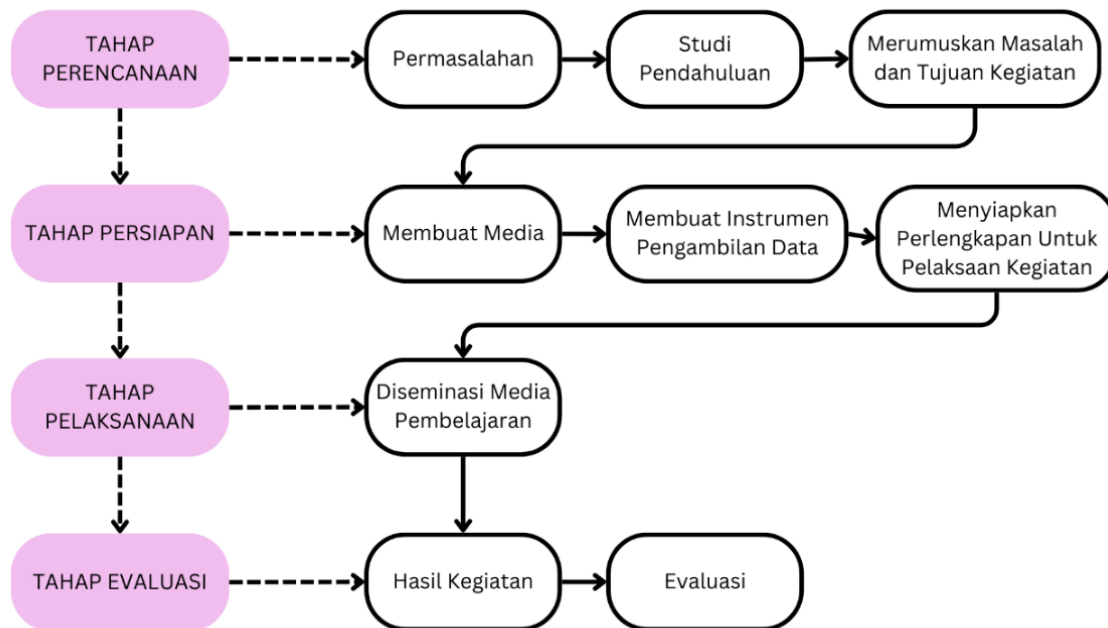 TAHAP
PERENCANAAN
Permasalahan
Studi
Pendahuluan
Merumuskan Masalah
dan Tujuan Kegiatan
TAHAP PERSIAPAN
Membuat Media
Membuat Instrumen
Pengambilan Data
Menyiapkan
Perlengkapan Untuk
Pelaksaan Kegiatan
TAHAP
PELAKSANAAN
Diseminasi Media
Pembelajaran
TAHAP EVALUASI
Hasil Kegiatan
Evaluasi